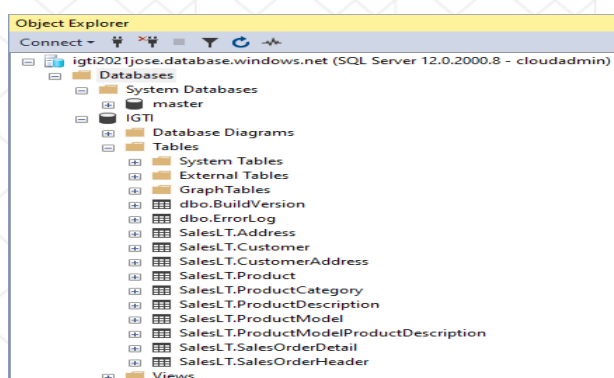 Object Explorer
Connect
igti2021jose.database.windows.net (SQL Server 12.0.2000.8 - cloudadmin)
Databases
System Databases
master
IGTI
Database Diagrams
Tables
System Tables
External Tables
GraphTables
dbo.BuildVersion
dbo.ErrorLog
SalesLT.Address
SalesLT.Customer
SalesLT.CustomerAddress
SalesLT.Product
SalesLT.ProductCategory
SalesLT.ProductDescription
SalesLT.ProductModel
SalesLT.ProductModelProductDescription
SalesLT.SalesOrderDetail
SalesLT.SalesOrderHeader
Views